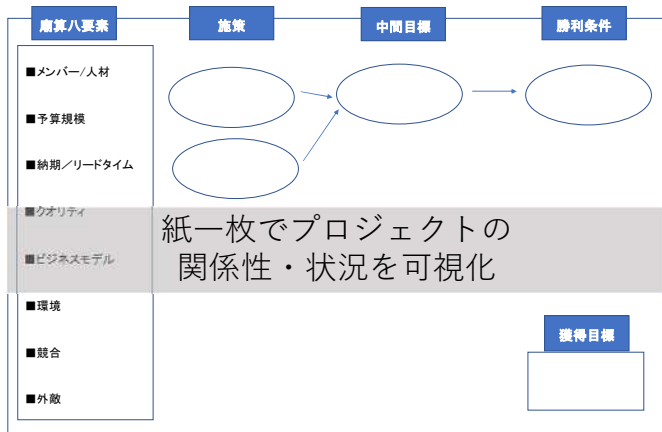 廟算八要素
施策
中間目標
勝利条件
■メンバー/人材
■予算規模
■納期／リードタイム
■クオリティ
■ビジネスモデル
■環境
■競合
■外敵
紙一枚でプロジェクトの
関係性・状況を可視化
獲得目標